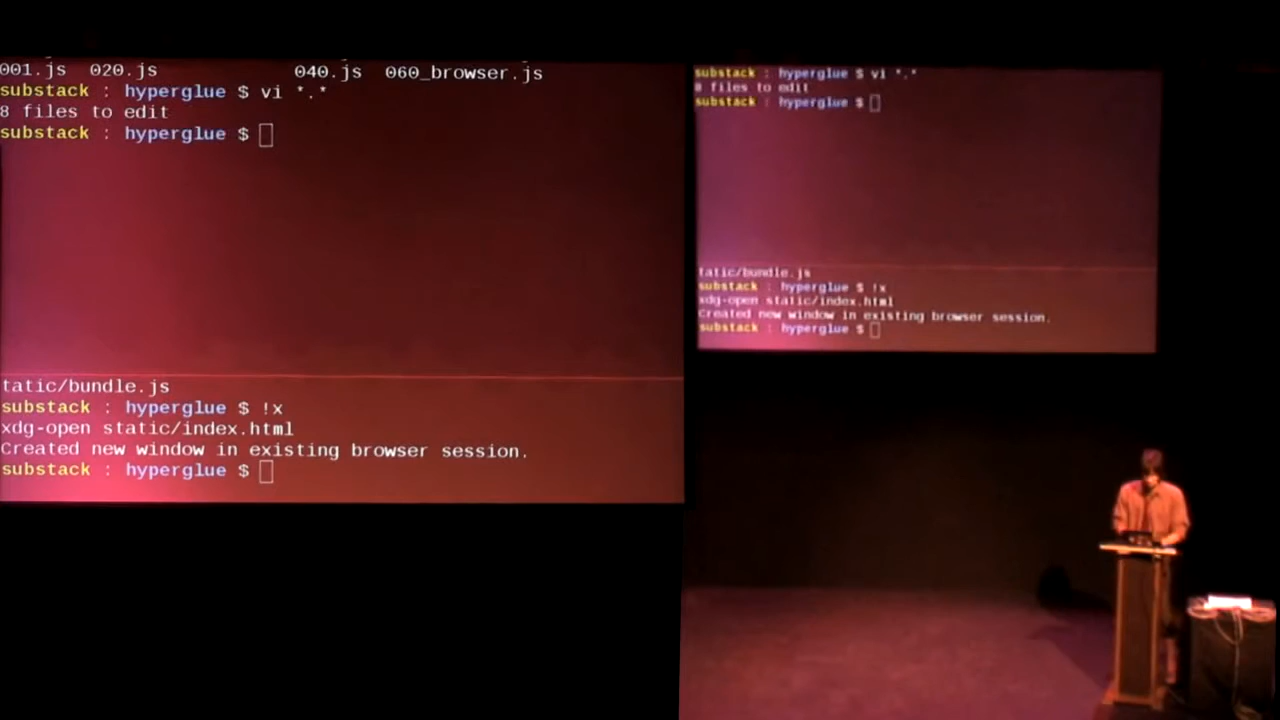 001.js 020.js 040.js 060_browser.js
substack : hyperglue $ vi *.*
8 files to edit
substack : hyperglue $
tatic/bundle.js
substack : hyperglue $ !x
xdg-open static/index.html
Created new window in existing browser session.
substack : hyperglue $
substack : hyperglue $ vi *.*
8 files to edit
substack : hyperglue $
tatic/bundle.js
substack : hyperglue $ !x
xdg-open static/index.html
Created new window in existing browser session.
substack : hyperglue $